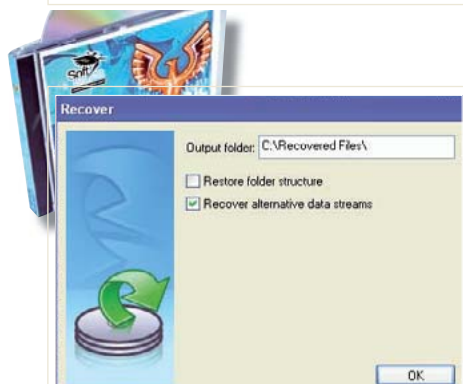 Soft
Recover
Output folder: C:\Recovered Files\
Restore folder structure
Recover alternative data streams
OK